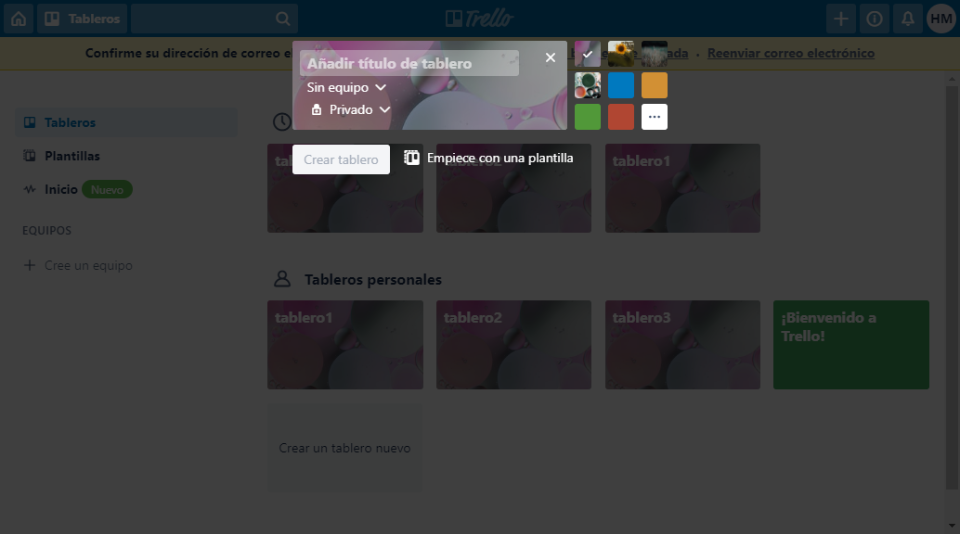 Tableros
Trello
HM
Confirme su dirección de correo e
Reenviar correo electrónico
Añadir título de tablero
Sin equipo
Privado
Crear tablero
Empiece con una plantilla
Tableros
Plantillas
Inicio Nuevo
EQUIPOS
Cree un equipo
tablero1
Tableros personales
tablero1 tablero2 tablero3 ¡Bienvenido a
Trello!
Crear un tablero nuevo